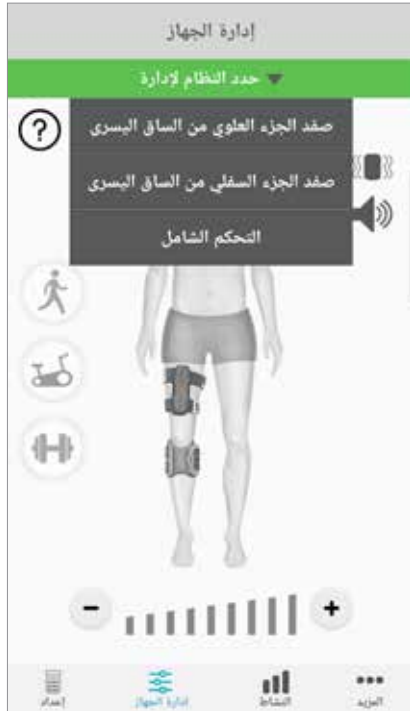 إدارة الجهاز
حدد النظام لإدارة
صفد الجزء العلوي من الساق اليسرى
صفد الجزء السفلي من الساق اليسرى
التحكم الشامل
?
- +
المزيد
النشاط
إدارة الجهاز
إعداد